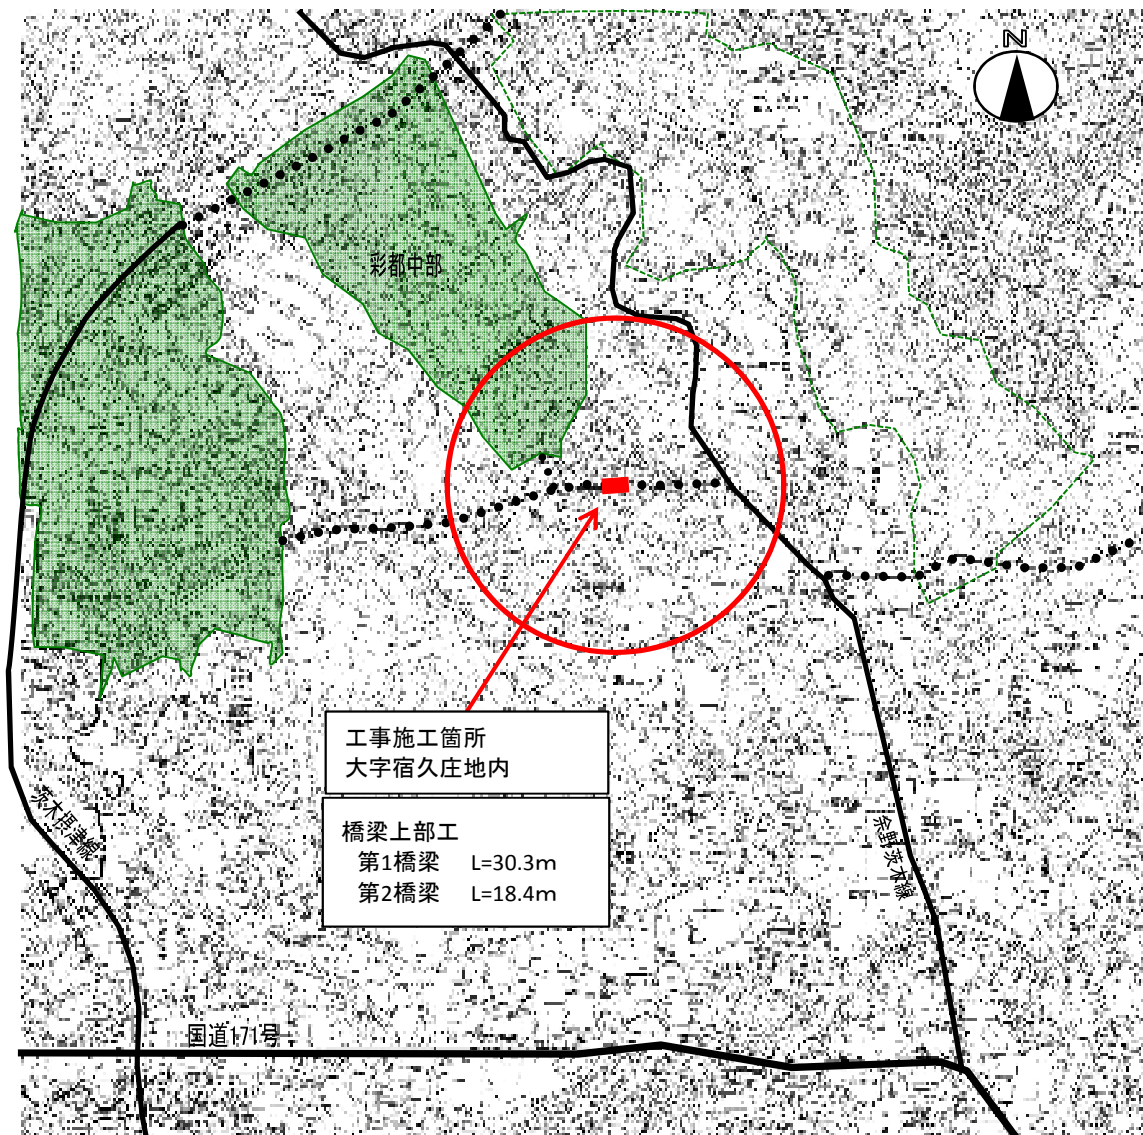 N
彩都中部
工事施工箇所
大字宿久庄地内
橋梁上部工
第1橋梁 L=30.3m
第2橋梁 L=18.4m
茨木摂津線
余野茨木線
国道171号